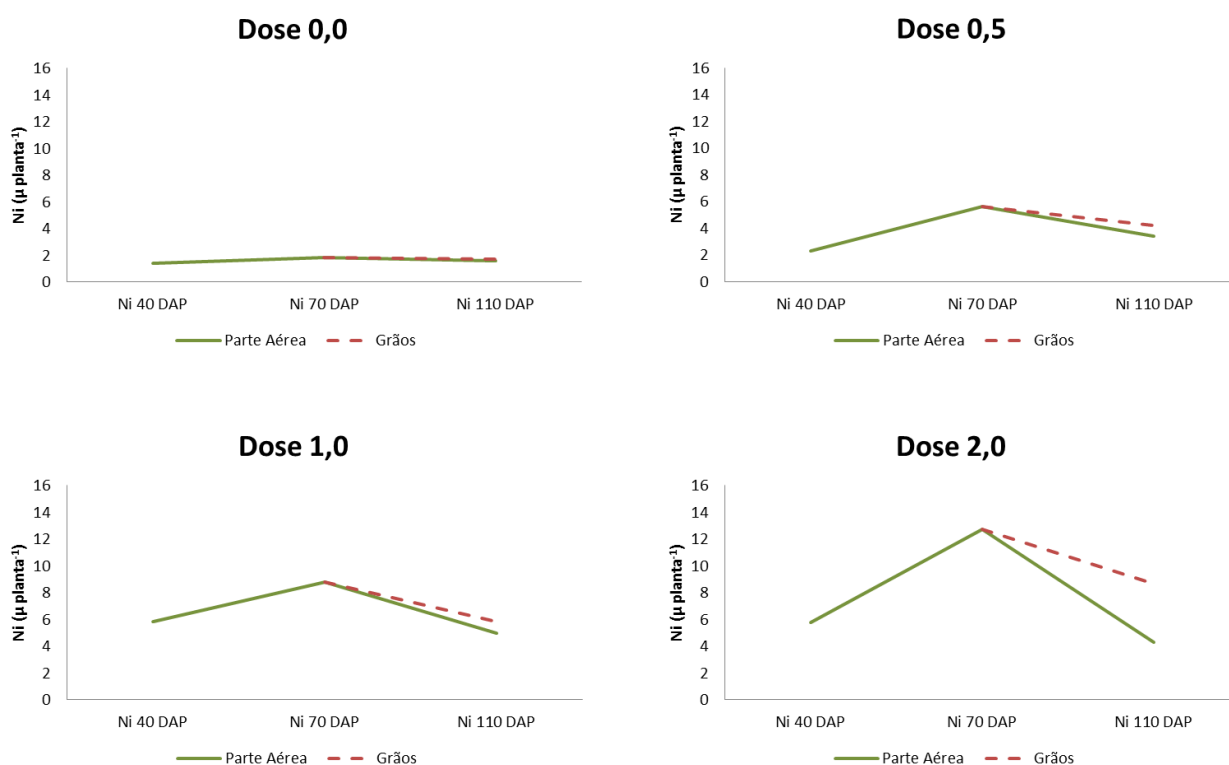 Dose 0,0
Ni (µ planta-1)
16
14
12
10
8
6
4
2
0
Ni 40 DAP Ni 70 DAP Ni 110 DAP
Parte Aérea Grãos
Dose 0,5
Ni (µ planta-1)
16
14
12
10
8
6
4
2
0
Ni 40 DAP Ni 70 DAP Ni 110 DAP
Parte Aérea Grãos
Dose 1,0
Ni (µ planta-1)
16
14
12
10
8
6
4
2
0
Ni 40 DAP Ni 70 DAP Ni 110 DAP
Parte Aérea Grãos
Dose 2,0
Ni (µ planta-1)
16
14
12
10
8
6
4
2
0
Ni 40 DAP Ni 70 DAP Ni 110 DAP
Parte Aérea Grãos